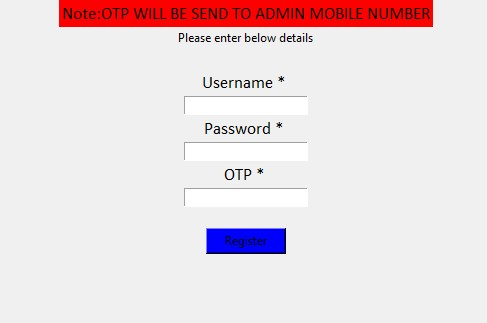 Note:OTP WILL BE SEND TO ADMIN MOBILE NUMBER
Please enter below details
Username *
Password *
OTP *
Register